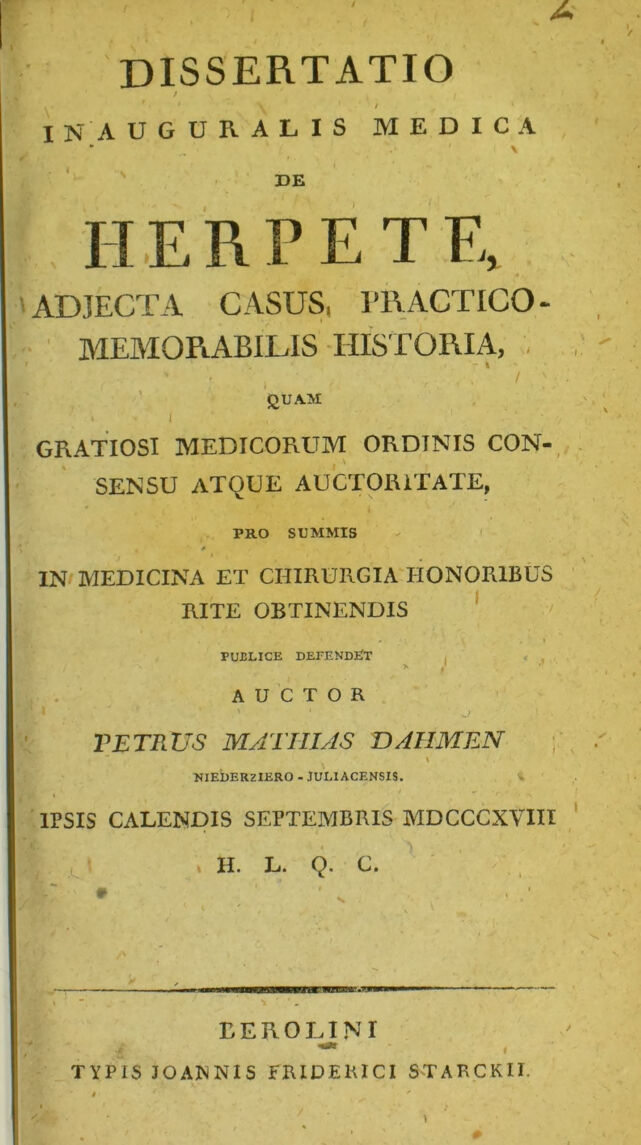 DISSERTATIO
INAUGURALIS MEDICA
DE
HERPETE,
ADJECTA CASUS, PRACTICO-
MEMORABILIS HISTORIA,
QUAM
GRATIOSI MEDICORUM ORDINIS CON-
SENSU ATQUE AUCTORITATE,
PRO SUMMIS
IN MEDICINA ET CHIRURGIA HONORIBUS
RITE OBTINENDIS
PUBLICE DEFENDET
AUCTOR
PETRUS MATHIAS DAHMEN
NIEDERZIERO-JULIACENSIS.
IPSIS CALENDIS SEPTEMBRIS MDCCCXVIII
H. L. Q. C.
BEROLINI
TYPIS JOANNIS FRIDERICI STARCKII.